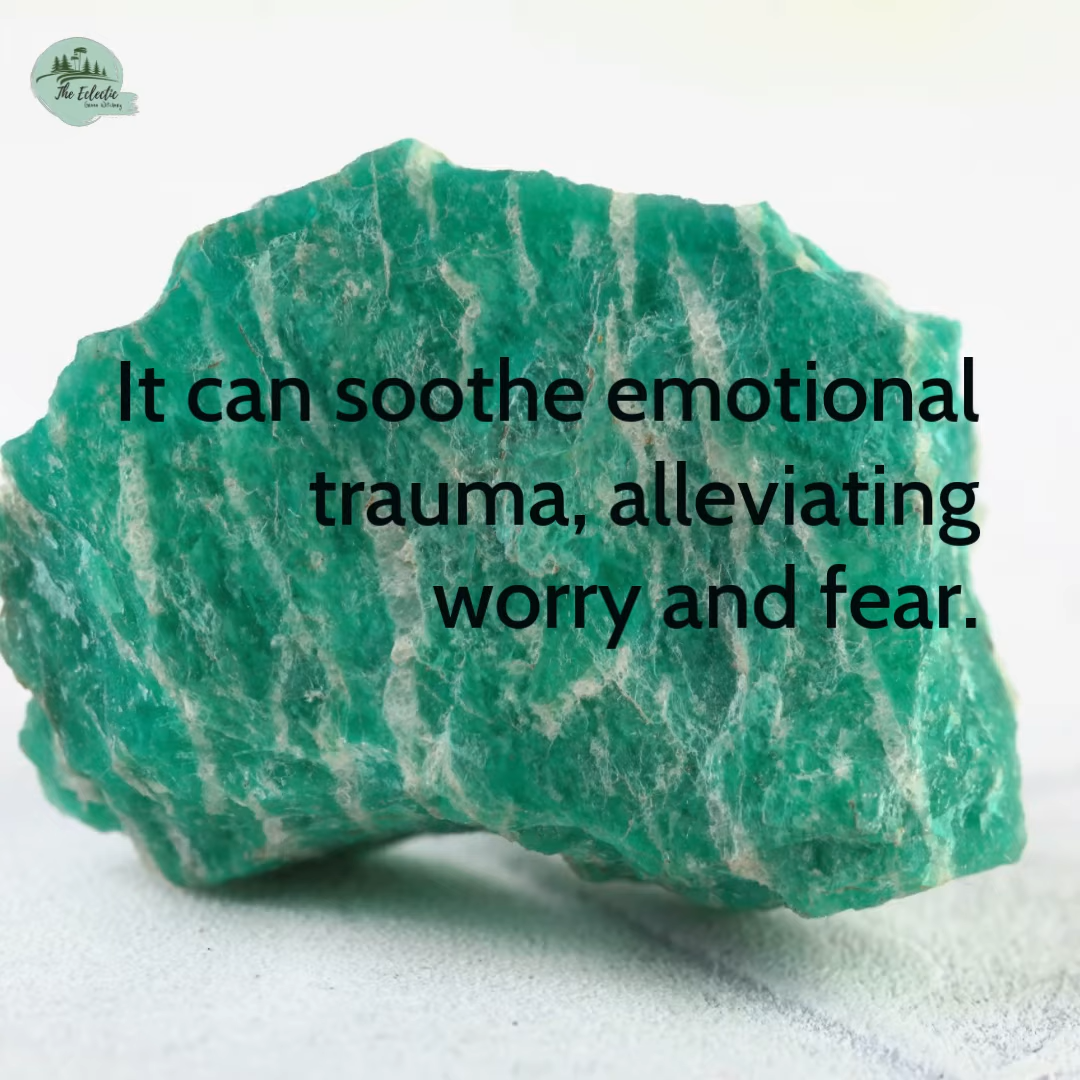 The Eclectic
It can soothe emotional
trauma, alleviating
worry and fear.